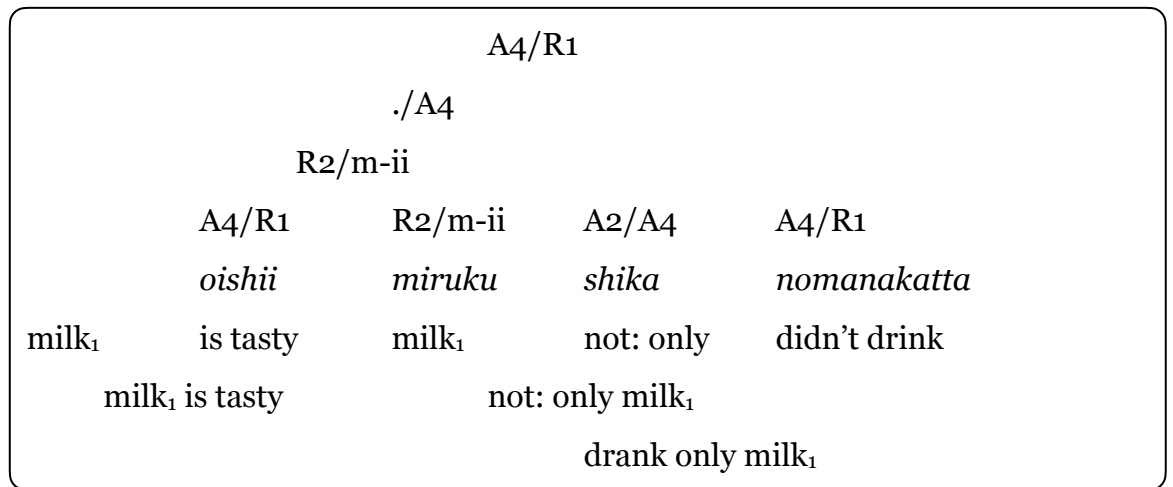 A4/R1
./A4
R2/m-ii
A4/R1 R2/m-ii A2/A4 A4/R1
oishii miruku shika nomanakatta
milk₁ is tasty milk₁ not: only didn’t drink
milk₁ is tasty not: only milk₁
drank only milk₁